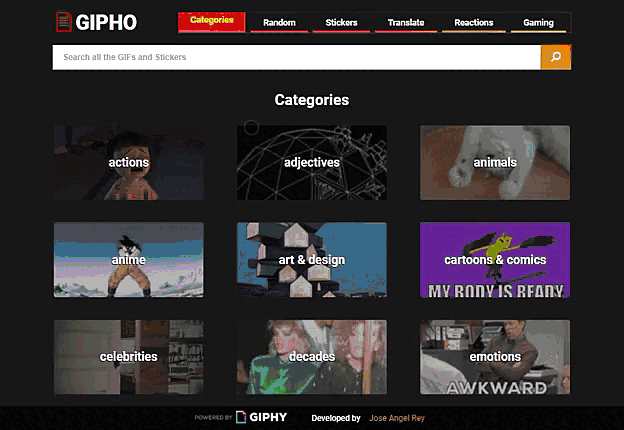 GIPHO
Categories Random Stickers Translate Reactions Gaming
Search all the GIFs and Stickers
Categories
actions adjectives animals
anime art & design cartoons & comics
MY BODY IS READY
celebrities decades emotions
AWKWARD
POWERED BY GIPHY Developed by Jose Angel Rey